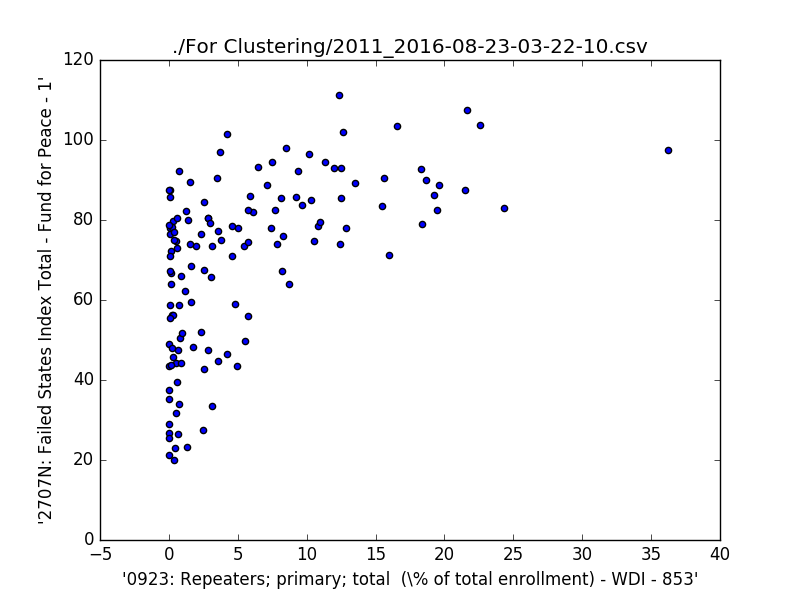 ./For Clustering/2011_2016-08-23-03-22-10.csv
120
100
80
60
40
20
0
'2707N: Failed States Index Total - Fund for Peace - 1'
−5 0 5 10 15 20 25 30 35 40
'0923: Repeaters; primary; total  (\% of total enrollment) - WDI - 853'